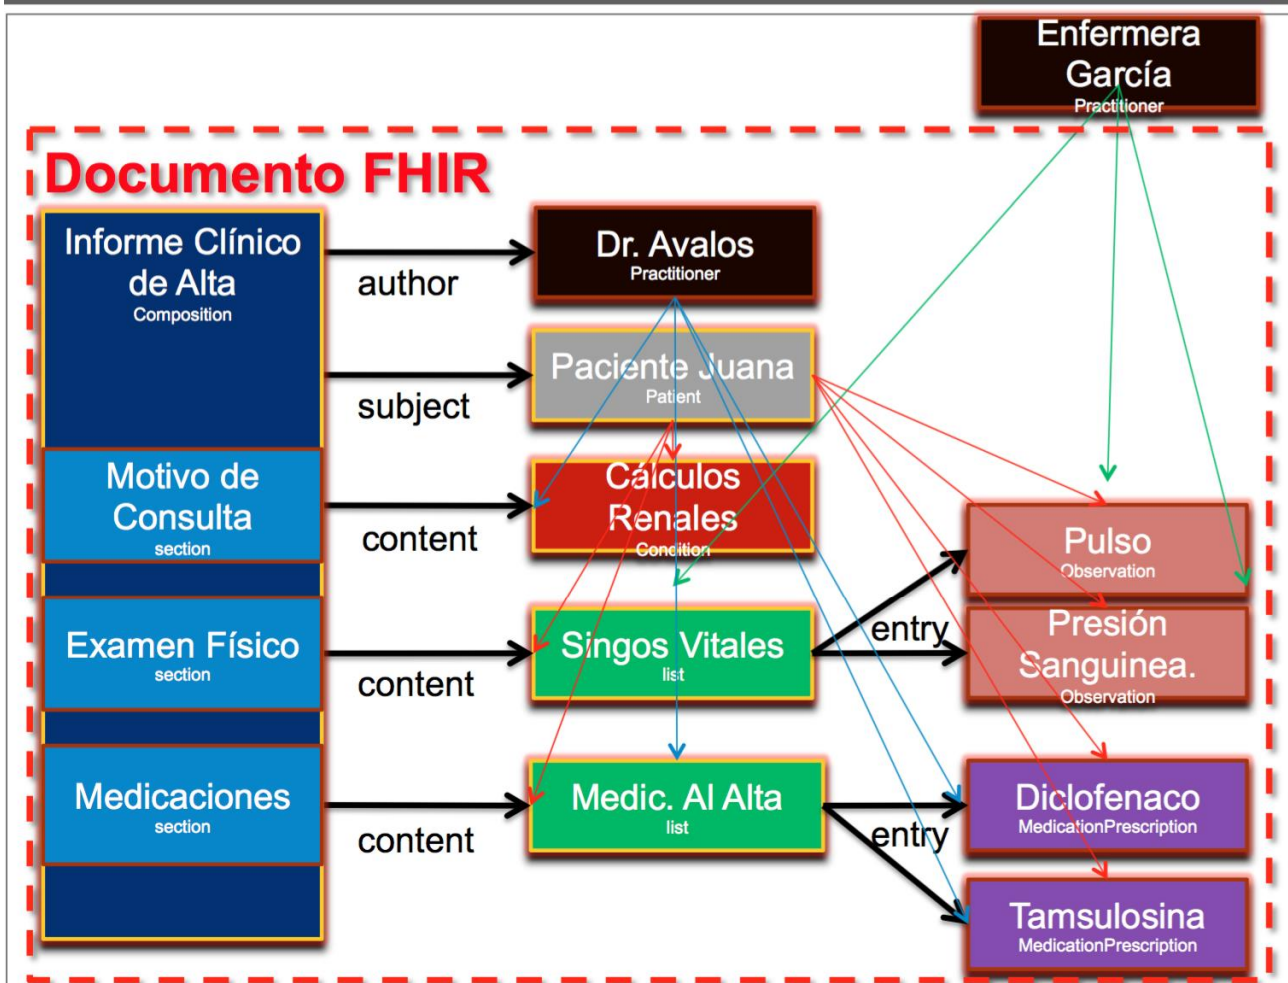 Enfermera
García
Practitioner
Documento FHIR
Informe Clínico
de Alta
Composition
author
Dr. Avalos
Practitioner
subject
Paciente Juana
Patient
Motivo de
Consulta
section
content
Cálculos
Renales
Condition
Pulso
Observation
Examen Físico
section
content
Singos Vitales
list
entry
Presión
Sanguinea.
Observation
Medicaciones
section
content
Medic. Al Alta
list
entry
Diclofenaco
MedicationPrescription
Tamsulosina
MedicationPrescription